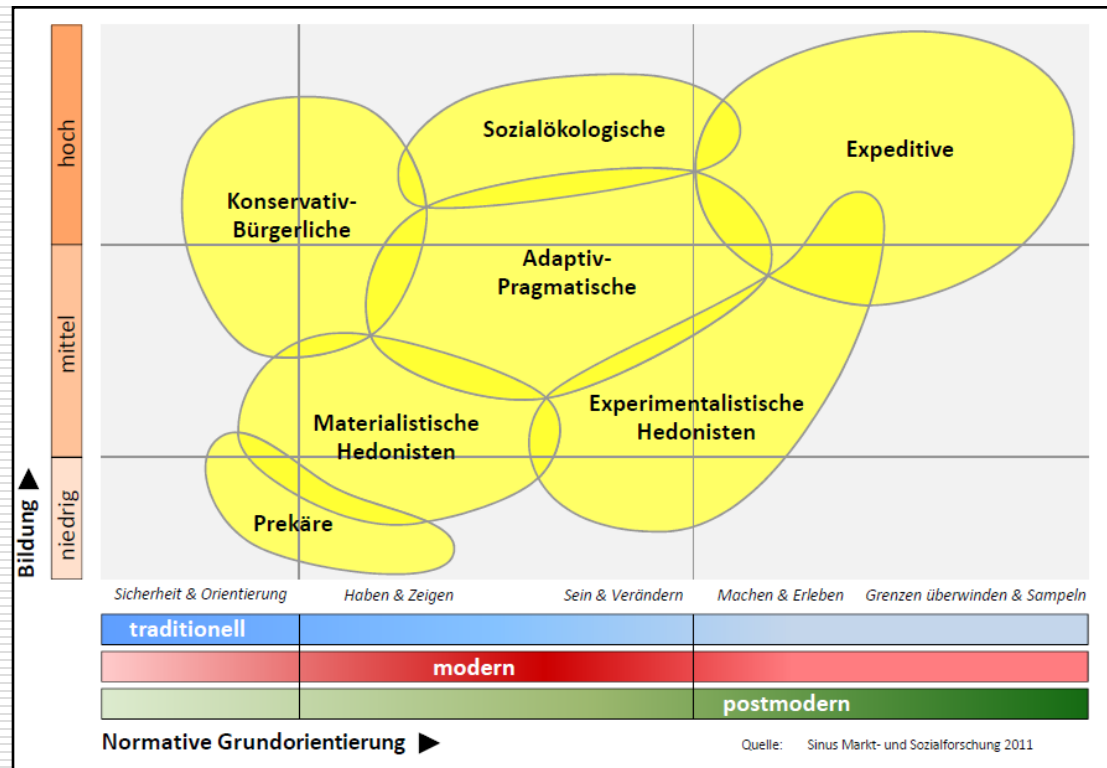 Sozialökologische
Expeditive
Konservativ-
Bürgerliche
Adaptiv-
Pragmatische
Experimentalistische
Hedonisten
Materialistische
Hedonisten
Prekäre
hoch
mittel
niedrig
Bildung ▶
Sicherheit & Orientierung
Haben & Zeigen
Sein & Verändern
Machen & Erleben
Grenzen überwinden & Sampeln
traditionell
modern
postmodern
Normative Grundorientierung ▶
Quelle: Sinus Markt- und Sozialforschung 2011